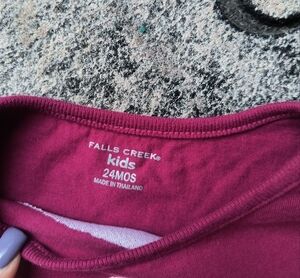 FALLS CREEK®
kids
24MOS
MADE IN THAILAND